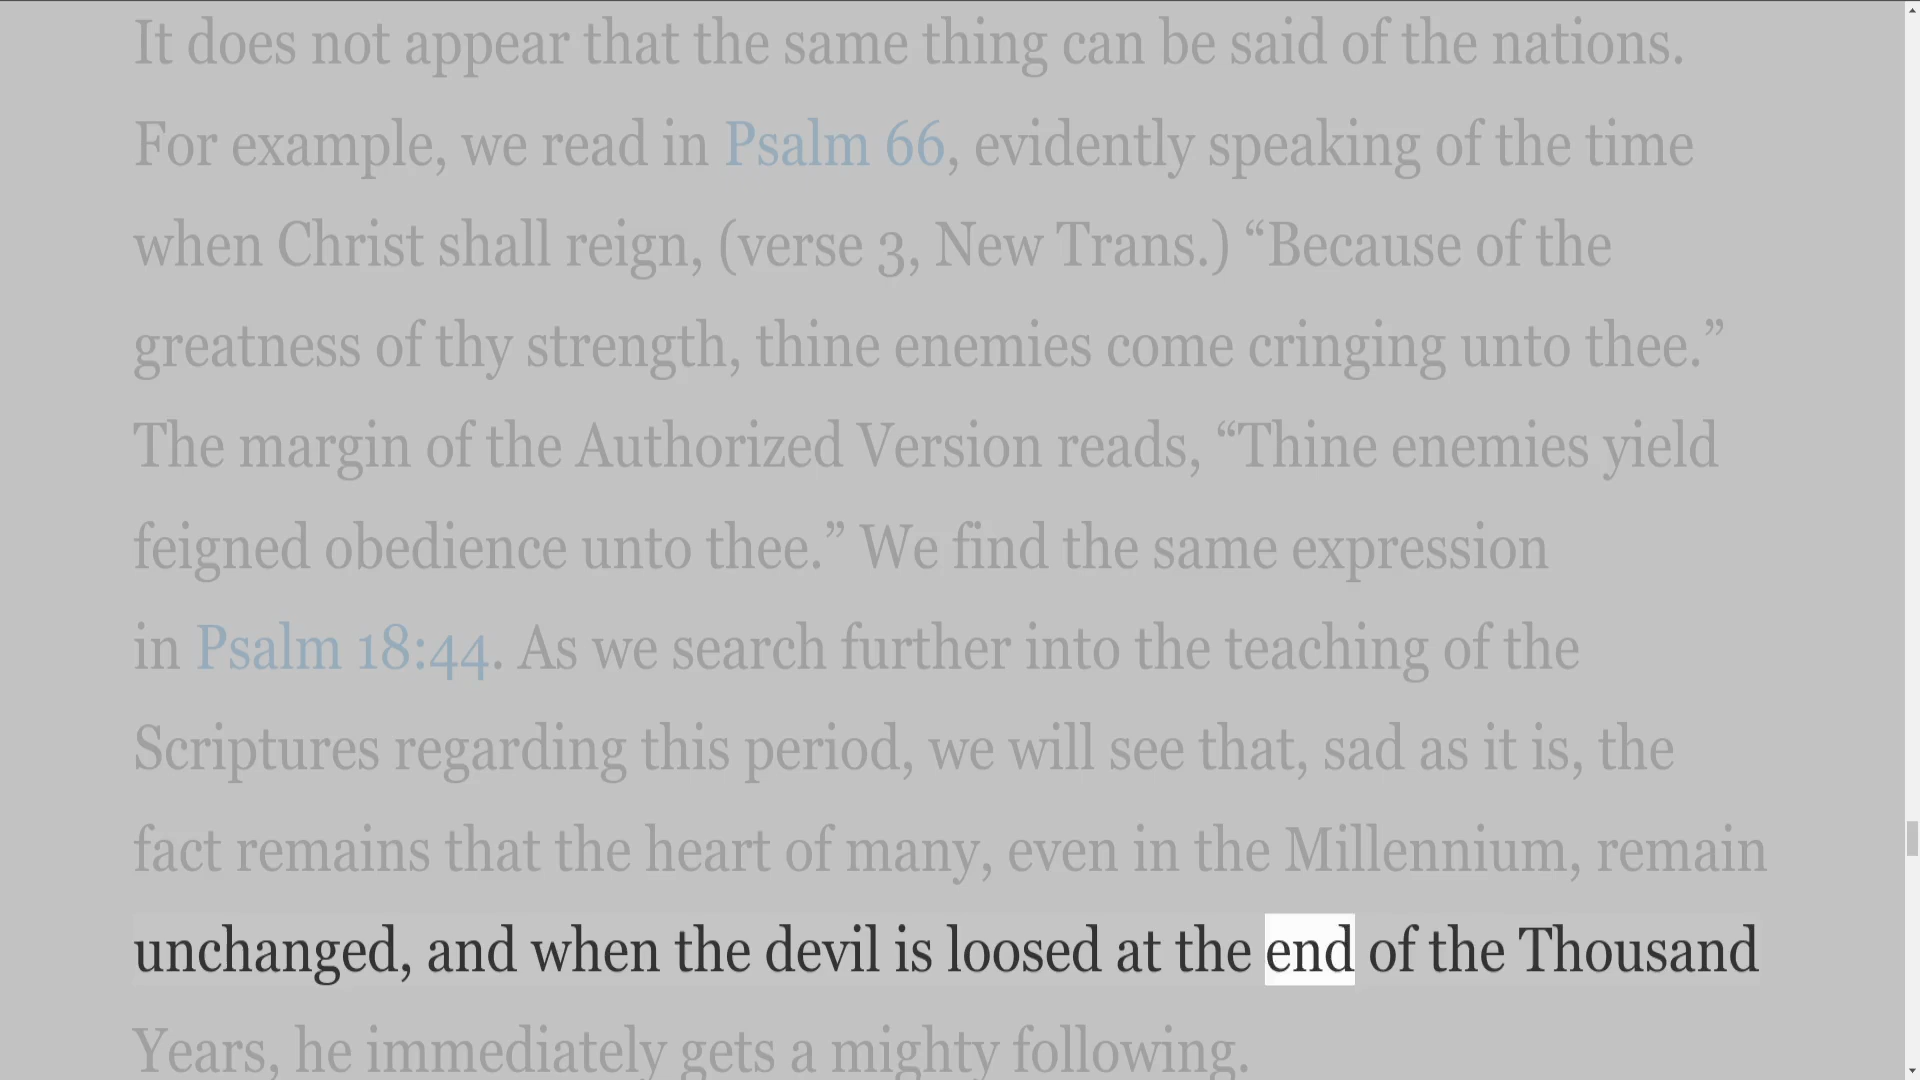 It does not appear that the same thing can be said of the nations.
For example, we read in Psalm 66, evidently speaking of the time
when Christ shall reign, (verse 3, New Trans.) “Because of the
greatness of thy strength, thine enemies come cringing unto thee.”
The margin of the Authorized Version reads, “Thine enemies yield
feigned obedience unto thee.” We find the same expression
in Psalm 18:44. As we search further into the teaching of the
Scriptures regarding this period, we will see that, sad as it is, the
fact remains that the heart of many, even in the Millennium, remain
unchanged, and when the devil is loosed at the end of the Thousand
Years, he immediately gets a mighty following.